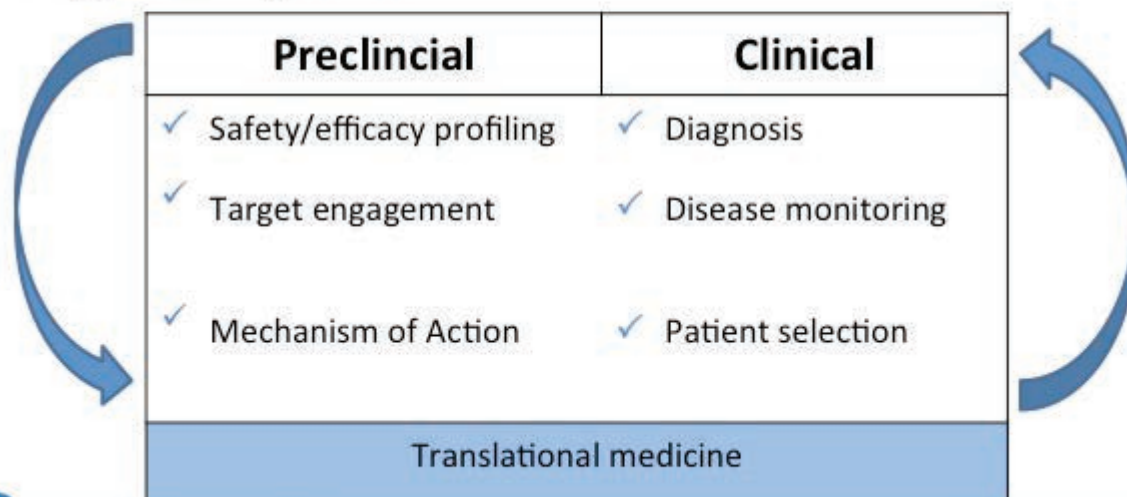 Preclincial Clinical
✓ Safety/efficacy profiling ✓ Diagnosis
✓ Target engagement ✓ Disease monitoring
✓ Mechanism of Action ✓ Patient selection
Translational medicine